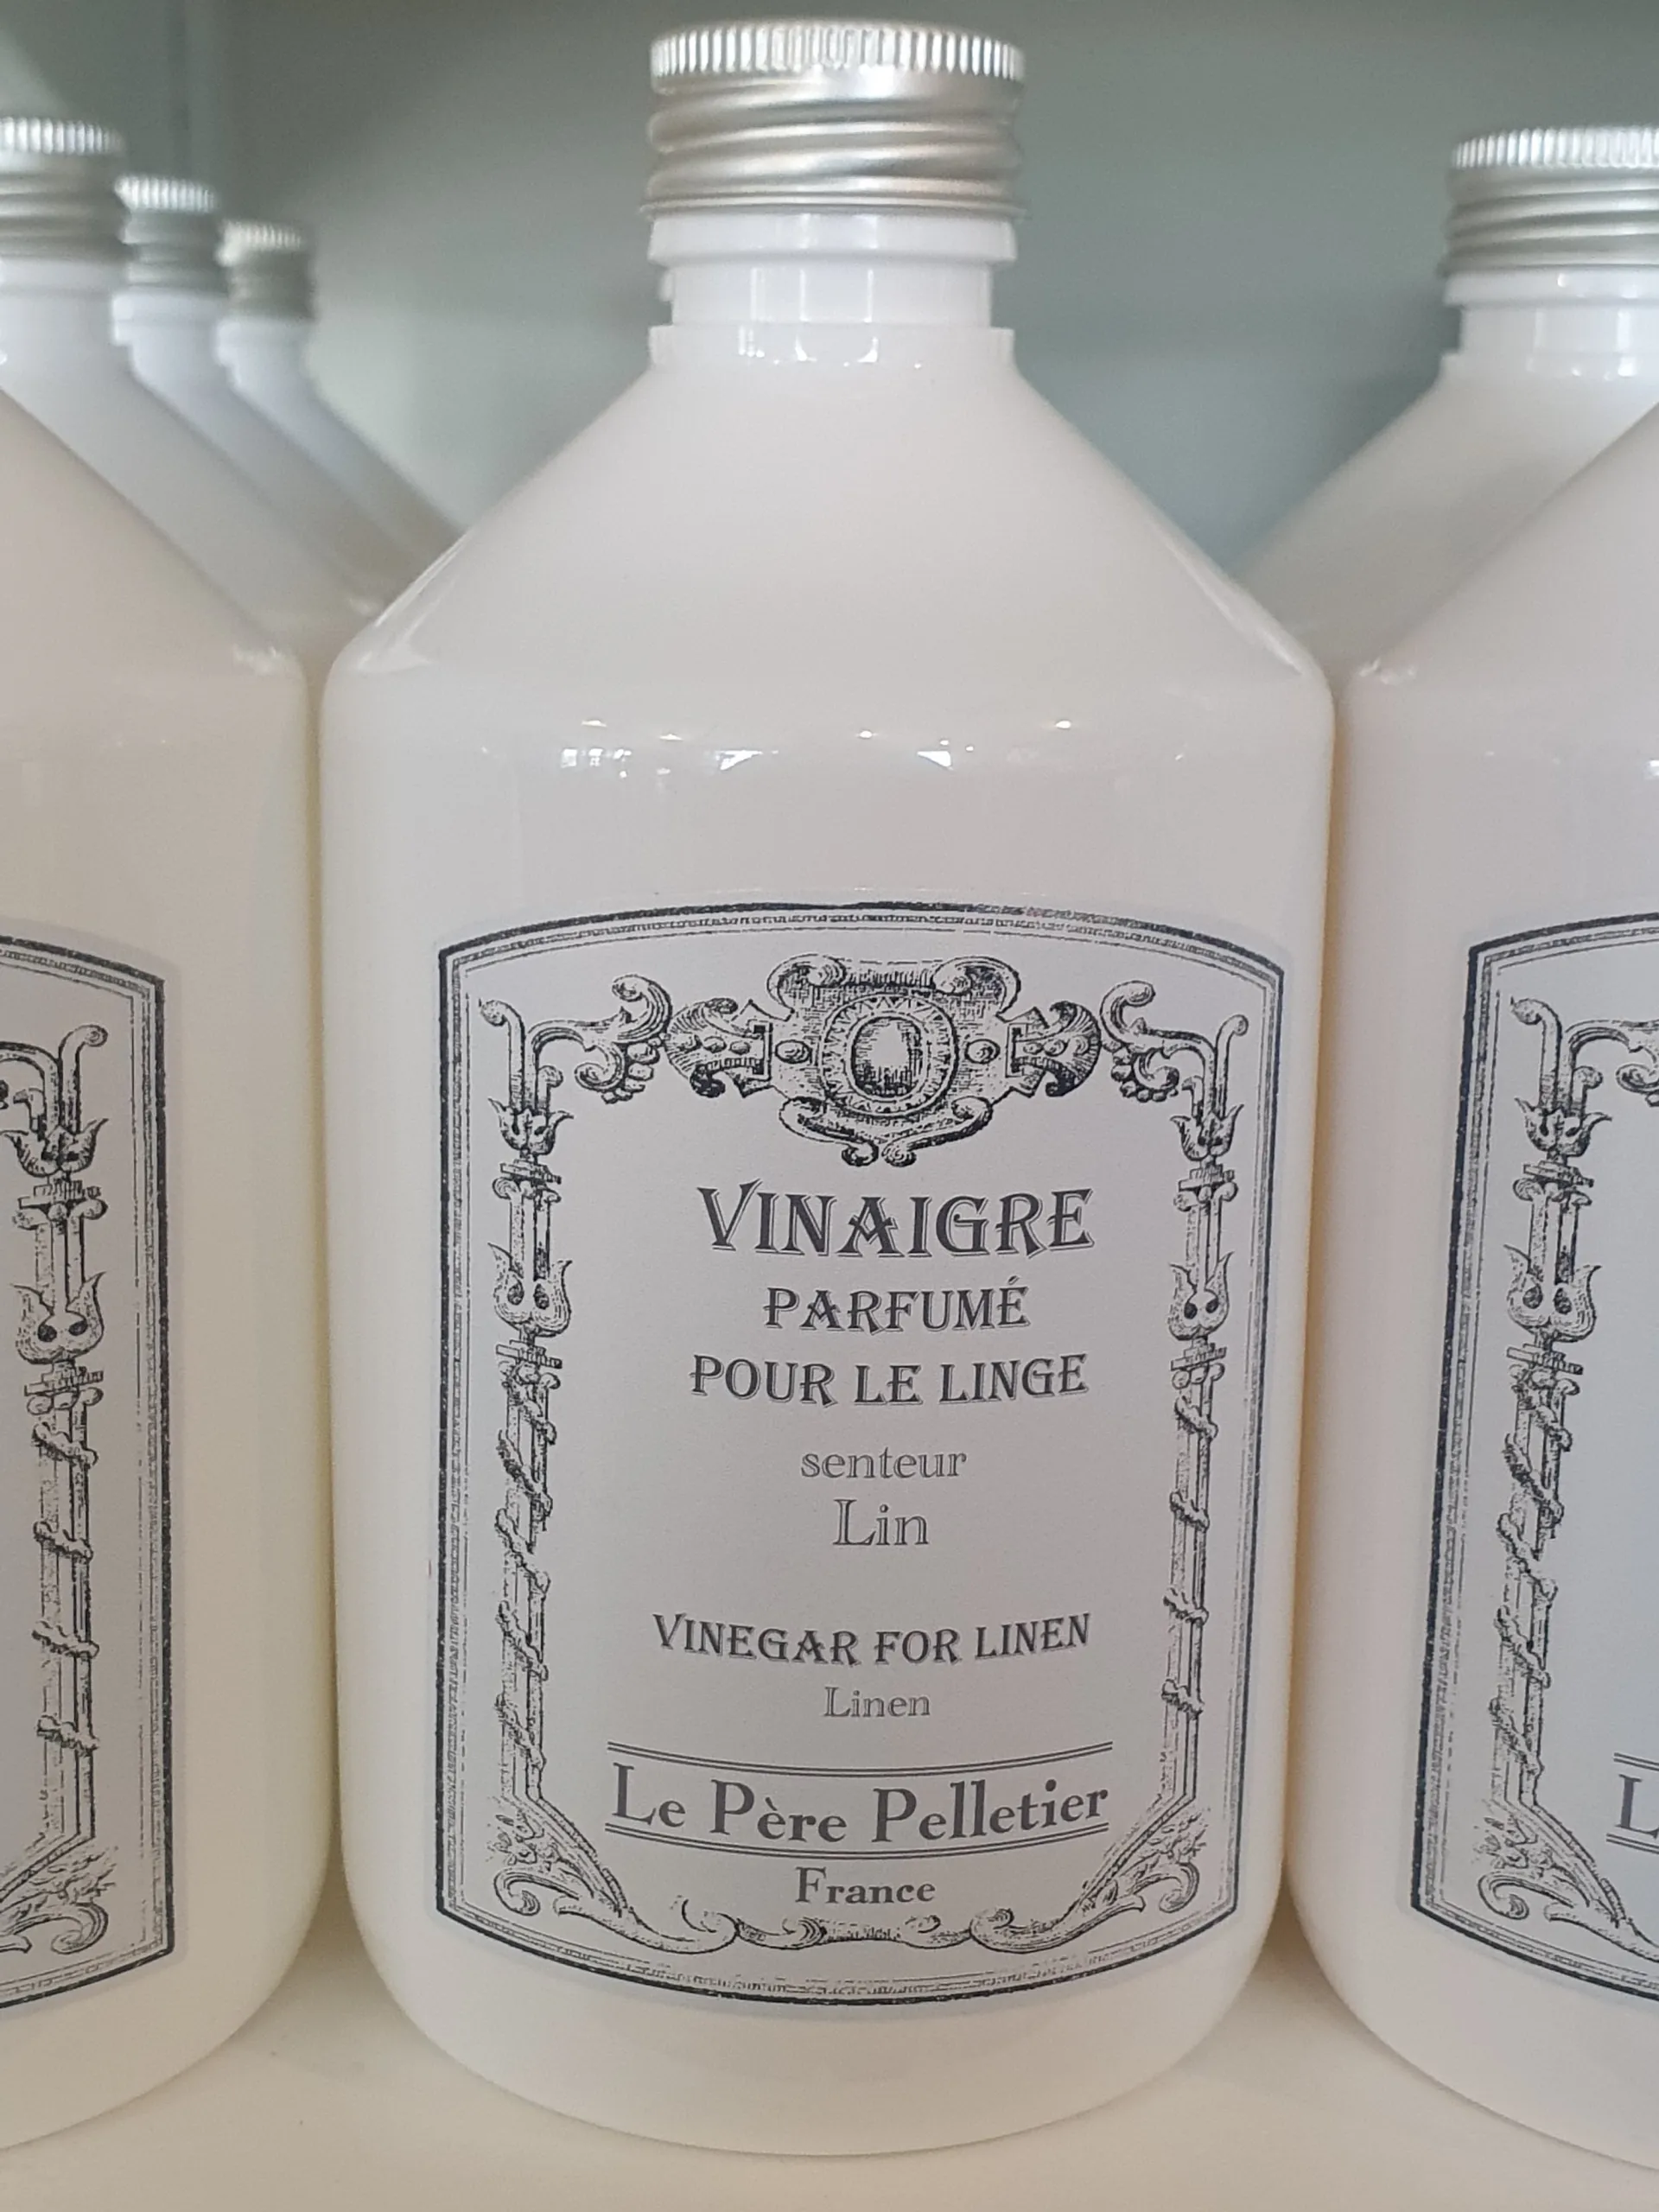 VINAIGRE
PARFUMÉ
POUR LE LINGE
senteur
Lin
VINEGAR FOR LINEN
Linen
Le Père Pelletier
France
L